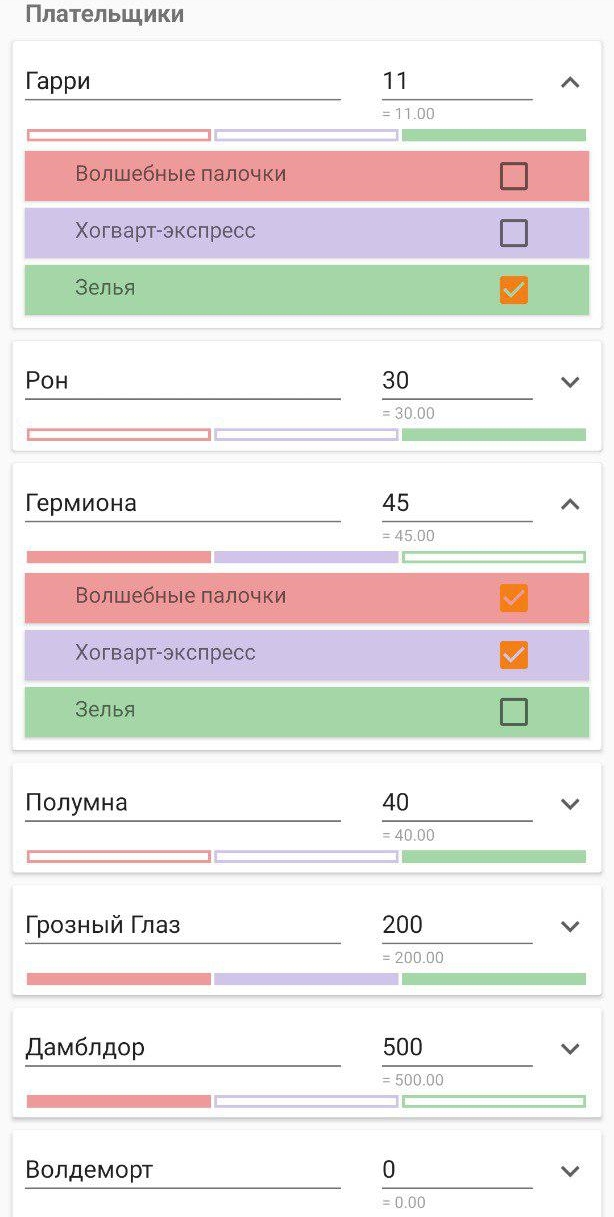 Плательщики
Гарри 11
= 11.00
Волшебные палочки
Хогварт-экспресс
Зелья
Рон 30
= 30.00
Гермиона 45
= 45.00
Волшебные палочки
Хогварт-экспресс
Зелья
Полумна 40
= 40.00
Грозный Глаз 200
= 200.00
Дамблдор 500
= 500.00
Волдеморт 0
= 0.00